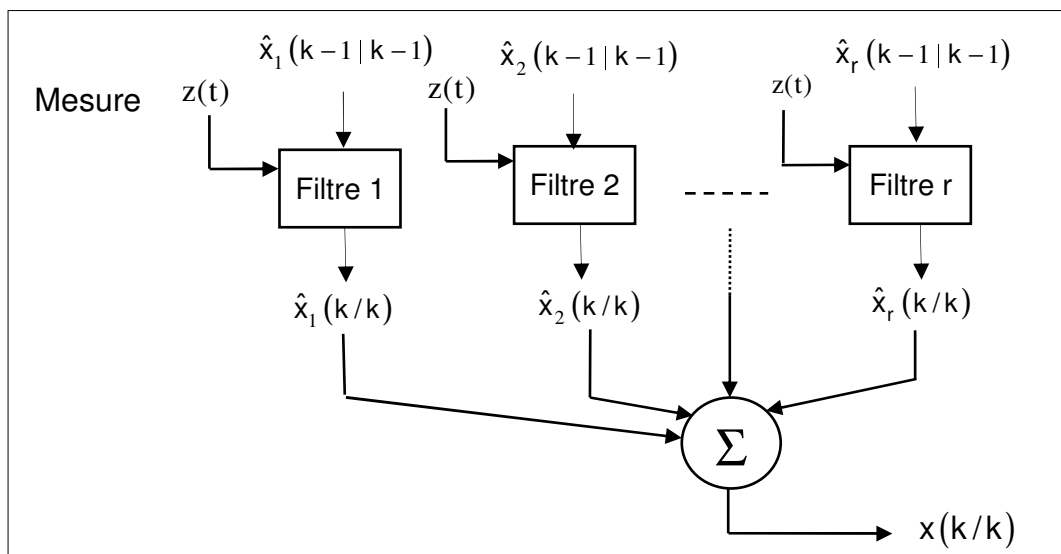 x̂₁(k−1|k−1) x̂₂(k−1|k−1) x̂ᵣ(k−1|k−1)
Mesure z(t) z(t) z(t)
Filtre 1 Filtre 2 Filtre r
x̂₁(k/k) x̂₂(k/k) x̂ᵣ(k/k)
Σ
x(k/k)